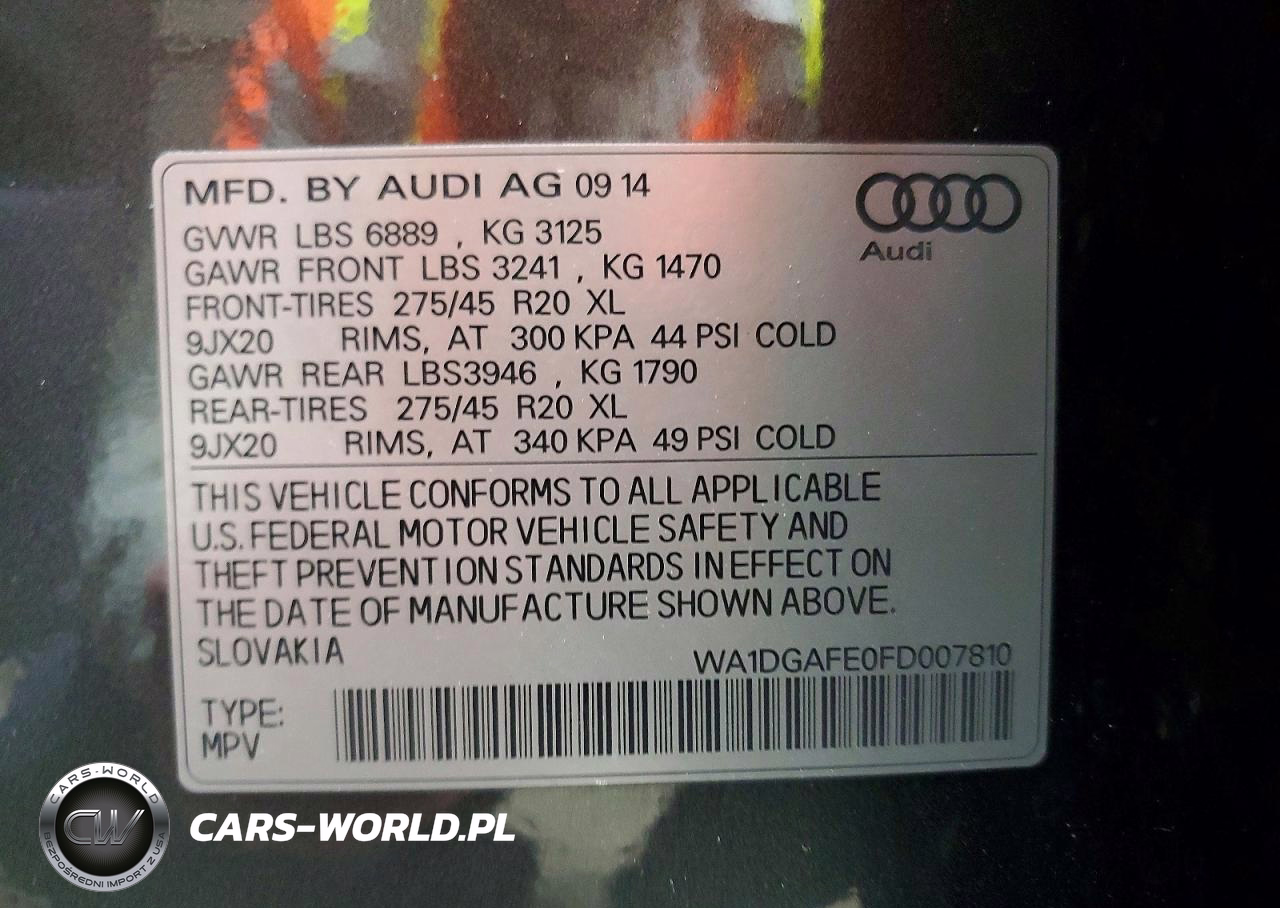 MFD. BY AUDI AG 09 14
Audi
GVWR LBS 6889 , KG 3125
GAWR FRONT LBS 3241 , KG 1470
FRONT-TIRES 275/45 R20 XL
9JX20 RIMS, AT 300 KPA 44 PSI COLD
GAWR REAR LBS3946 , KG 1790
REAR-TIRES 275/45 R20 XL
9JX20 RIMS, AT 340 KPA 49 PSI COLD
THIS VEHICLE CONFORMS TO ALL APPLICABLE
U.S. FEDERAL MOTOR VEHICLE SAFETY AND
THEFT PREVENTION STANDARDS IN EFFECT ON
THE DATE OF MANUFACTURE SHOWN ABOVE.
SLOVAKIA
WA1DGAFE0FD007810
TYPE:
MPV
CARS-WORLD
CW
BEZPOŚREDNI IMPORT Z USA
CARS-WORLD.PL